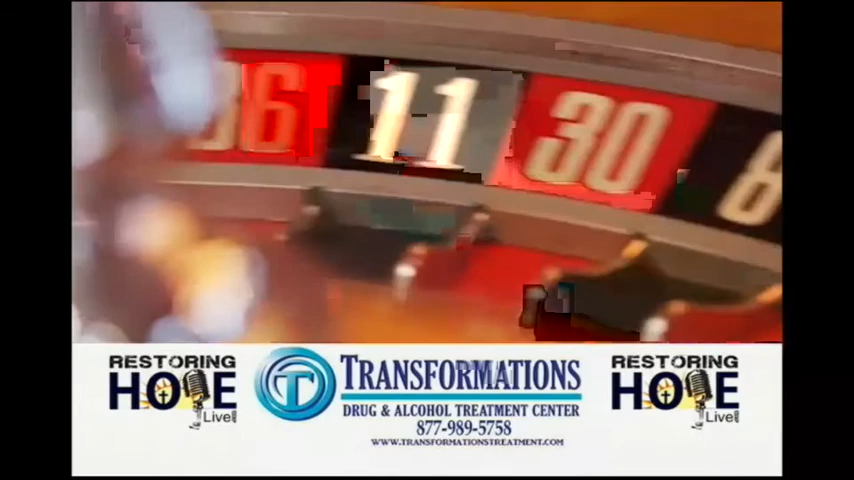 36 11 30 8
RESTORING
HOPE
Live!
TRANSFORMATIONS
DRUG & ALCOHOL TREATMENT CENTER
877-989-5758
WWW.TRANSFORMATIONSTREATMENT.COM
RESTORING
HOPE
Live!